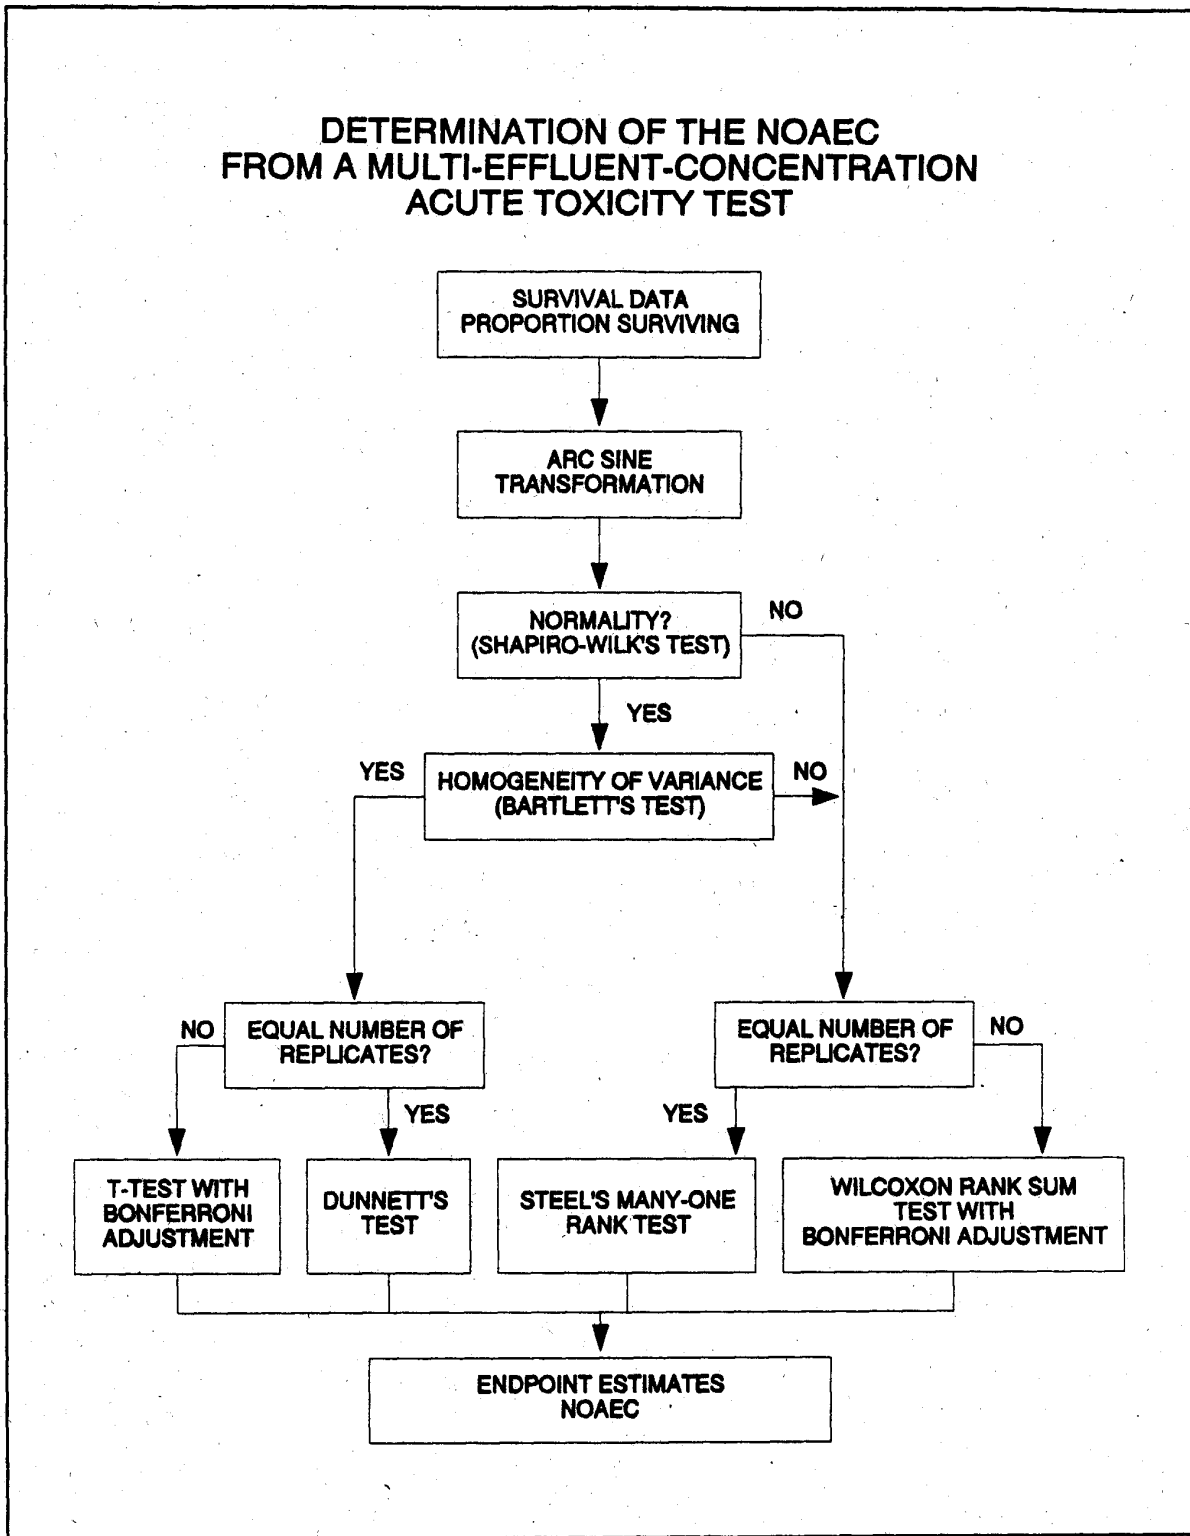 DETERMINATION OF THE NOAEC
FROM A MULTI-EFFLUENT-CONCENTRATION
ACUTE TOXICITY TEST
SURVIVAL DATA
PROPORTION SURVIVING
ARC SINE
TRANSFORMATION
NORMALITY?
(SHAPIRO-WILK'S TEST)
NO
YES
YES
HOMOGENEITY OF VARIANCE
(BARTLETT'S TEST)
NO
NO
EQUAL NUMBER OF
REPLICATES?
EQUAL NUMBER OF
REPLICATES?
NO
YES
YES
T-TEST WITH
BONFERRONI
ADJUSTMENT
DUNNETT'S
TEST
STEEL'S MANY-ONE
RANK TEST
WILCOXON RANK SUM
TEST WITH
BONFERRONI ADJUSTMENT
ENDPOINT ESTIMATES
NOAEC